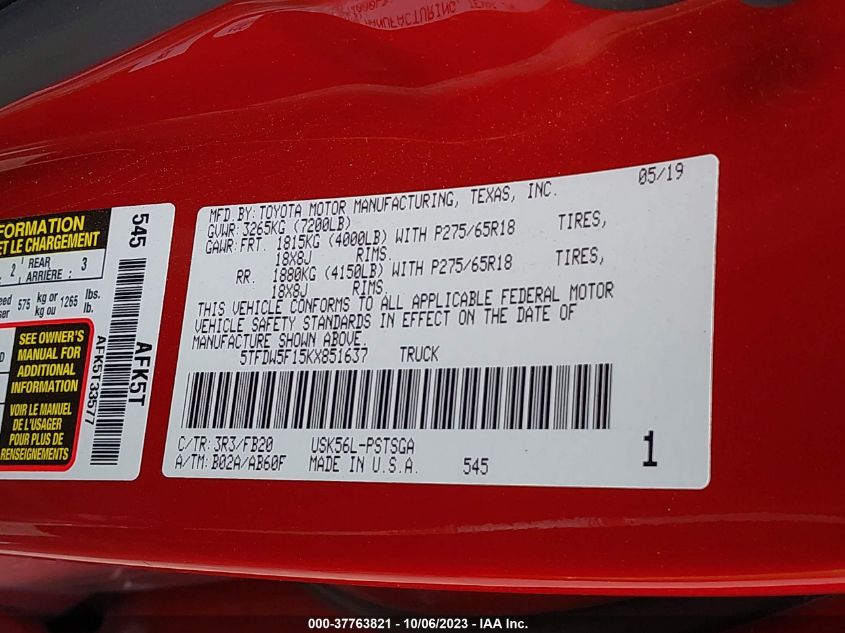 MFD. BY: TOYOTA MOTOR MANUFACTURING, TEXAS, INC. 05/19
GVWR: 3265KG (7200LB)
GAWR: FRT. 1815KG (4000LB) WITH P275/65R18 TIRES,
18X8J RIMS
RR. 1880KG (4150LB) WITH P275/65R18 TIRES,
18X8J RIMS
THIS VEHICLE CONFORMS TO ALL APPLICABLE FEDERAL MOTOR
VEHICLE SAFETY STANDARDS IN EFFECT ON THE DATE OF
MANUFACTURE SHOWN ABOVE.
5TFDW5F15KX851637 TRUCK
C/TR: 3R3/FB20 USK56L-PSTSGA
A/TM: B02A/AB60F MADE IN U.S.A. 545 1
FORMATION
ET LE CHARGEMENT
2 REAR 3
ARRIÈRE :
575 kg or 1265 lbs.
kg ou lb.
SEE OWNER'S
MANUAL FOR
ADDITIONAL
INFORMATION
VOIR LE MANUEL
DE L'USAGER
POUR PLUS DE
RENSEIGNEMENTS
545
AFK5T
AFK5T33577
000-37763821 - 10/06/2023 - IAA Inc.